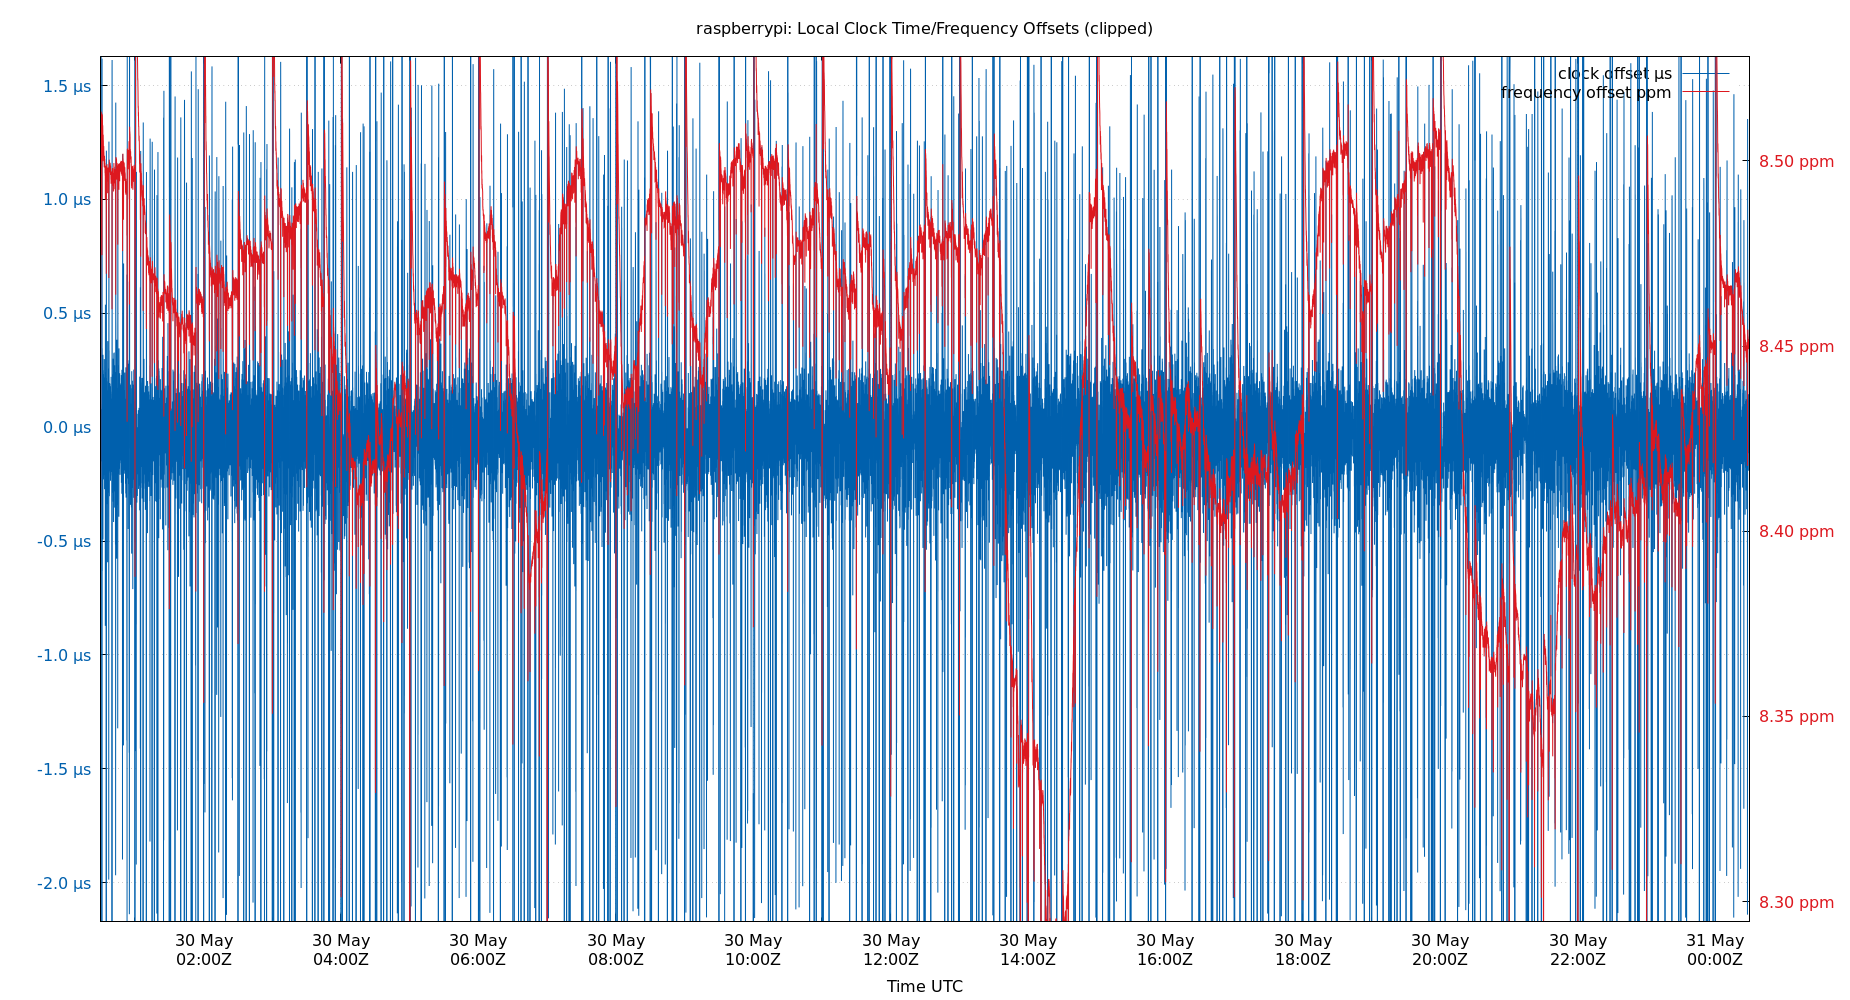 raspberrypi: Local Clock Time/Frequency Offsets (clipped)
clock offset µs
frequency offset ppm
1.5 µs
1.0 µs
0.5 µs
0.0 µs
-0.5 µs
-1.0 µs
-1.5 µs
-2.0 µs
8.50 ppm
8.45 ppm
8.40 ppm
8.35 ppm
8.30 ppm
30 May 30 May 30 May 30 May 30 May 30 May 30 May 30 May 30 May 30 May 30 May 31 May
02:00Z 04:00Z 06:00Z 08:00Z 10:00Z 12:00Z 14:00Z 16:00Z 18:00Z 20:00Z 22:00Z 00:00Z
Time UTC